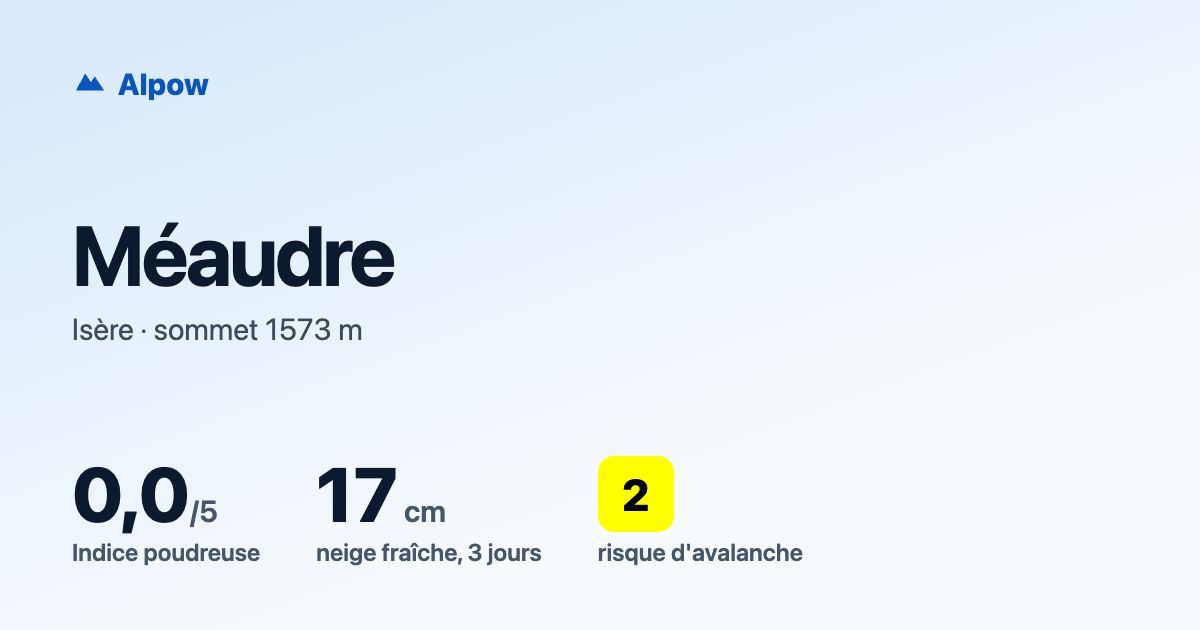 Alpow
Méaudre
Isère · sommet 1573 m
0,0/5
Indice poudreuse
17 cm
neige fraîche, 3 jours
2
risque d'avalanche